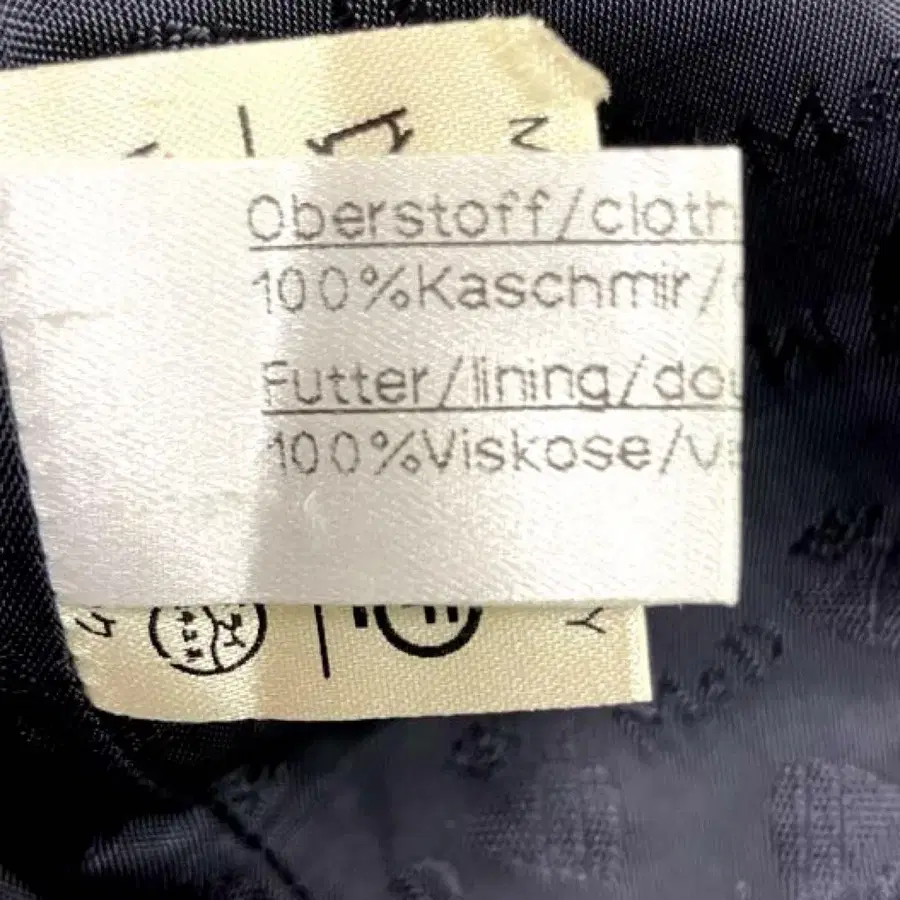 Oberstoff/cloth
100%Kaschmir/
Futter/lining/dou
100%Viskose/v